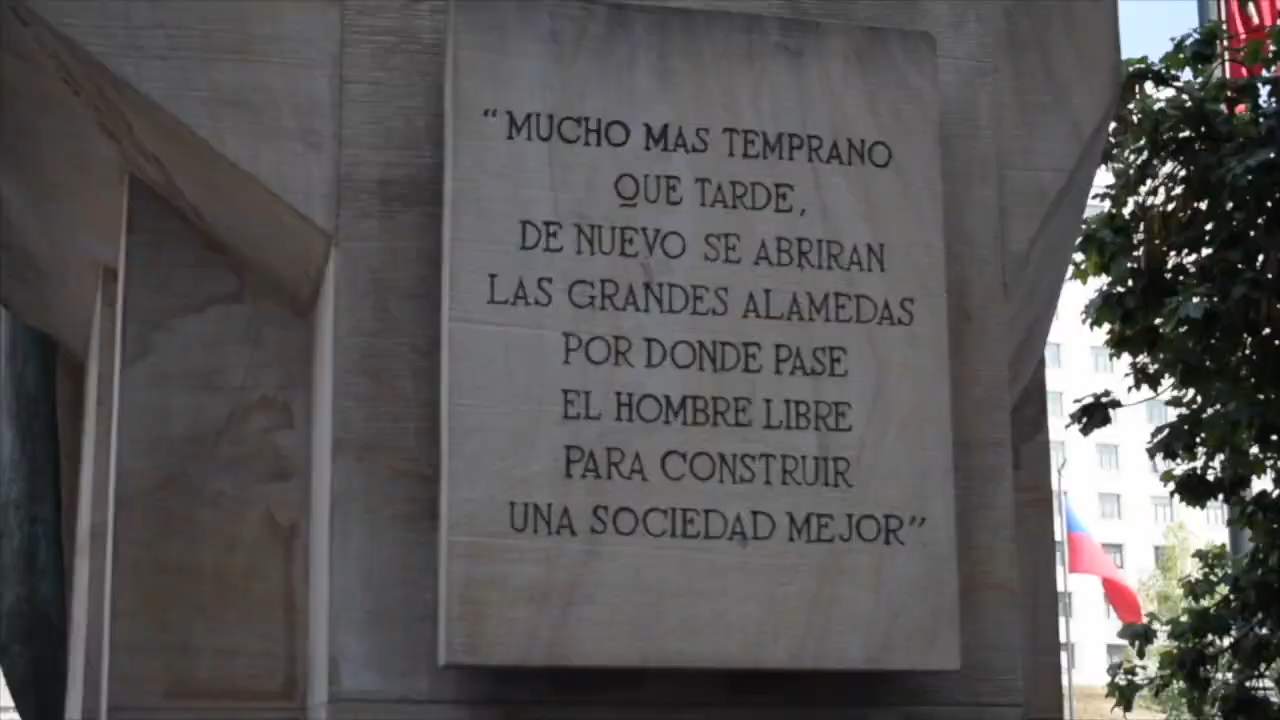 “MUCHO MAS TEMPRANO
QUE TARDE,
DE NUEVO SE ABRIRAN
LAS GRANDES ALAMEDAS
POR DONDE PASE
EL HOMBRE LIBRE
PARA CONSTRUIR
UNA SOCIEDAD MEJOR”